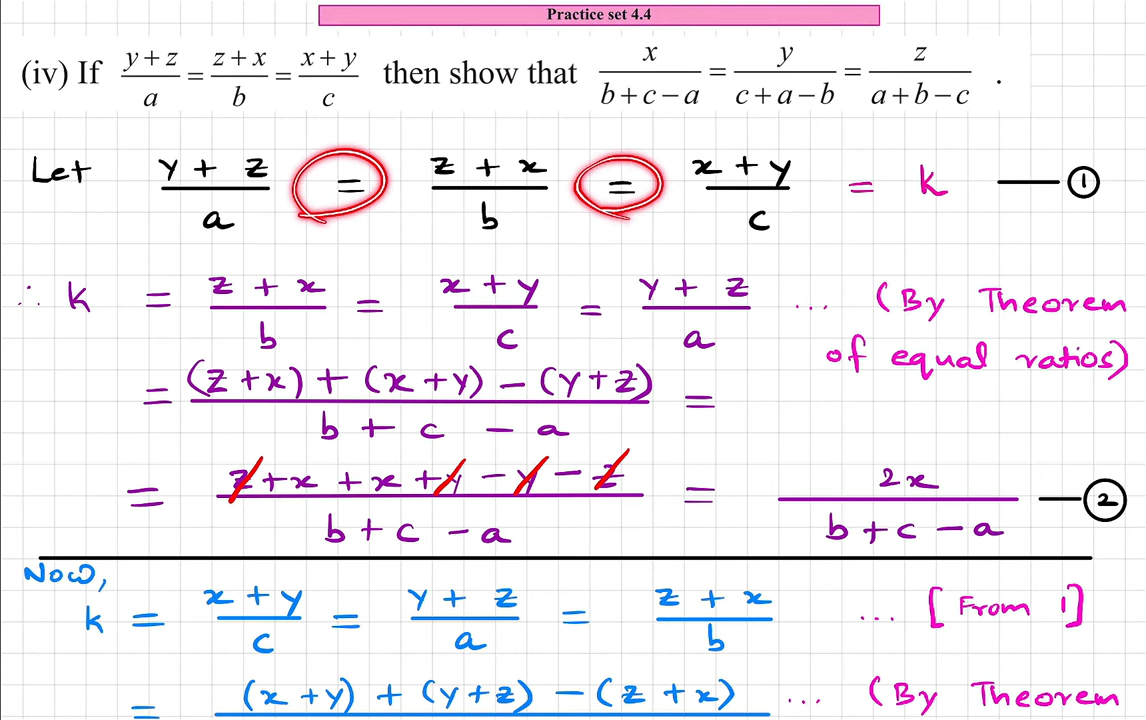 Practice set 4.4
(iv) If (y+z)/a = (z+x)/b = (x+y)/c then show that x/(b+c−a) = y/(c+a−b) = z/(a+b−c) .
Let (y + z)/a = (z + x)/b = (x + y)/c = k —— ①
∴ k = (z + x)/b = (x + y)/c = (y + z)/a ... (By Theorem
of equal ratios)
= ((z + x) + (x + y) − (y + z))/(b + c − a) =
= (z + x + x + y − y − z)/(b + c − a) = 2x/(b + c − a) — ②
Now,
k = (x + y)/c = (y + z)/a = (z + x)/b ... [From 1]
= (x + y) + (y + z) − (z + x) ... (By Theorem